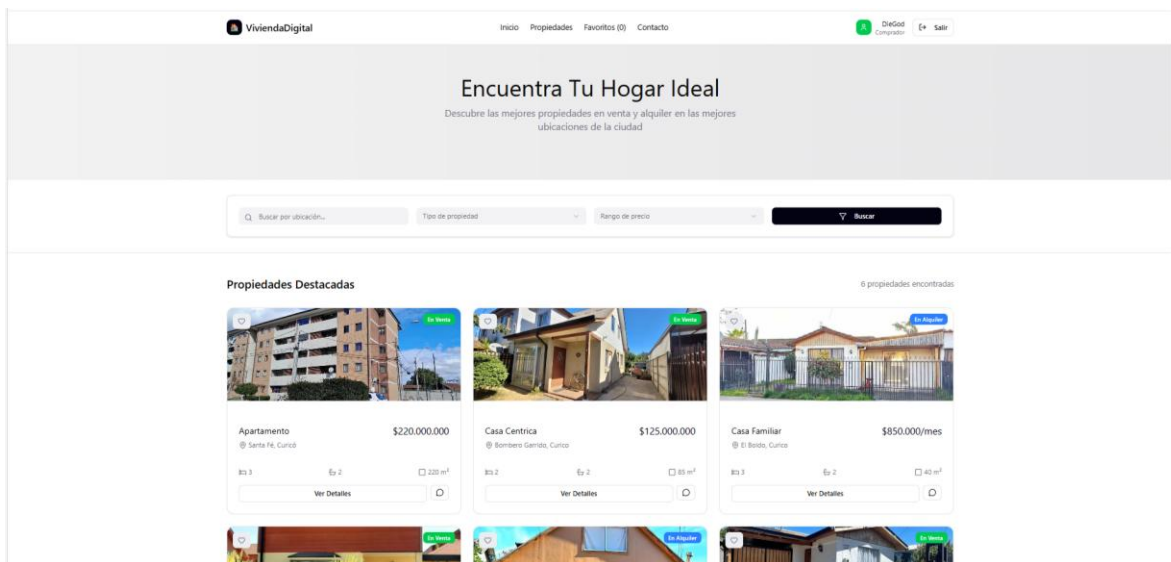 ViviendaDigital
Inicio Propiedades Favoritos (0) Contacto
DieGod
Comprador
Salir
Encuentra Tu Hogar Ideal
Descubre las mejores propiedades en venta y alquiler en las mejores
ubicaciones de la ciudad
Buscar por ubicación...
Tipo de propiedad
Rango de precio
Buscar
Propiedades Destacadas
6 propiedades encontradas
En Venta
En Venta
En Alquiler
Apartamento
$220.000.000
Santa Fé, Curicó
3
2
220 m²
Ver Detalles
Casa Centrica
$125.000.000
Bombero Garrido, Curico
2
2
85 m²
Ver Detalles
Casa Familiar
$850.000/mes
El Boldo, Curico
3
2
40 m²
Ver Detalles
En Venta
En Alquiler
En Venta